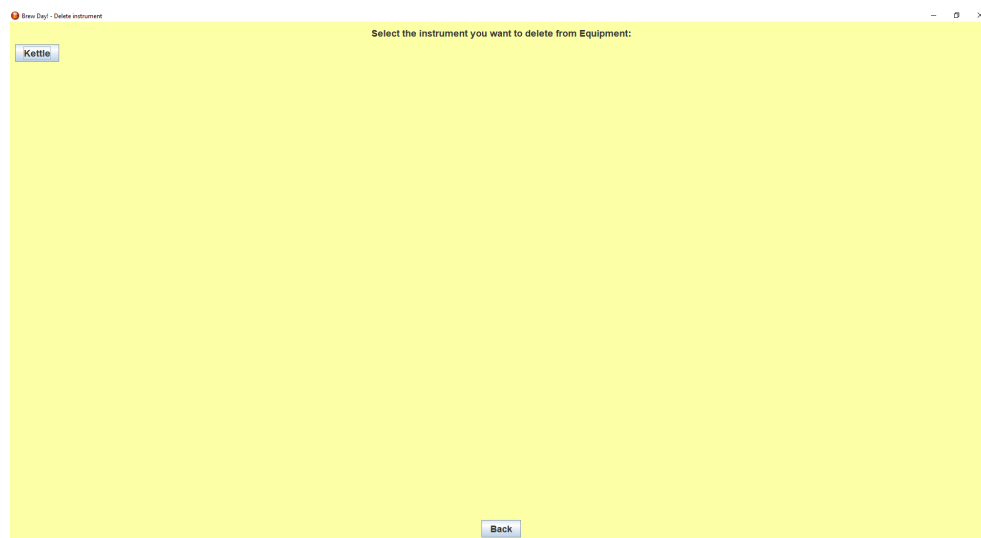 Brew Day! - Delete instrument
Select the instrument you want to delete from Equipment:
Kettle
Back